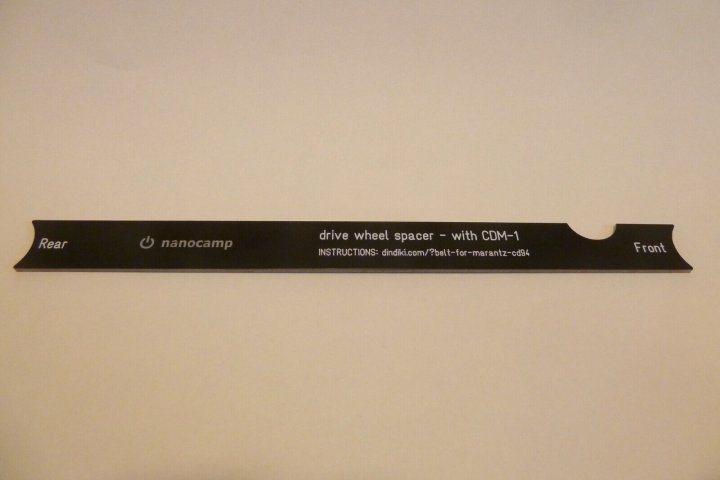 Rear
nanocamp
drive wheel spacer - with CDM-1
INSTRUCTIONS: dindiki.com/?belt-for-marantz-cd94
Front